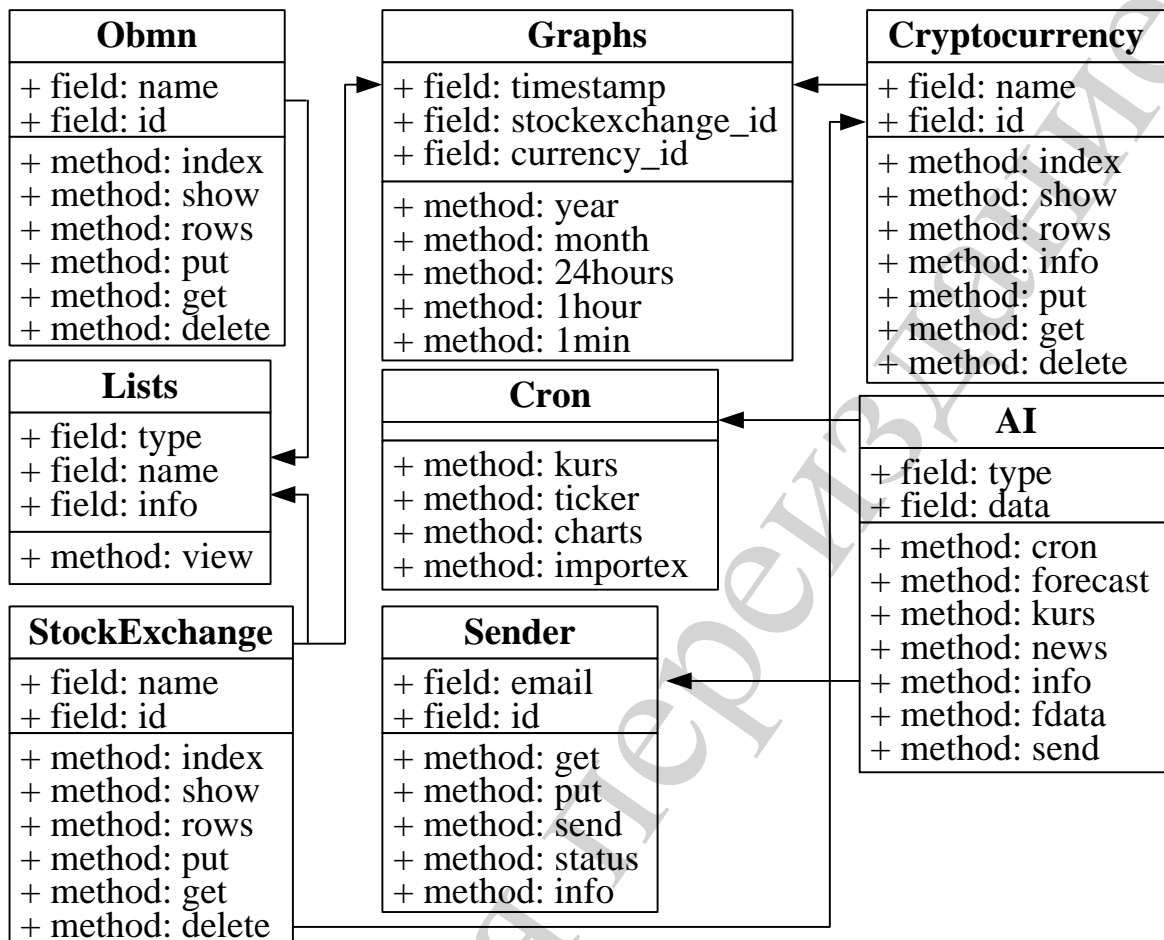 Obmn
+ field: name
+ field: id
+ method: index
+ method: show
+ method: rows
+ method: put
+ method: get
+ method: delete
Graphs
+ field: timestamp
+ field: stockexchange_id
+ field: currency_id
+ method: year
+ method: month
+ method: 24hours
+ method: 1hour
+ method: 1min
Cryptocurrency
+ field: name
+ field: id
+ method: index
+ method: show
+ method: rows
+ method: info
+ method: put
+ method: get
+ method: delete
Lists
+ field: type
+ field: name
+ field: info
+ method: view
Cron
+ method: kurs
+ method: ticker
+ method: charts
+ method: importex
AI
+ field: type
+ field: data
+ method: cron
+ method: forecast
+ method: kurs
+ method: news
+ method: info
+ method: fdata
+ method: send
StockExchange
+ field: name
+ field: id
+ method: index
+ method: show
+ method: rows
+ method: put
+ method: get
+ method: delete
Sender
+ field: email
+ field: id
+ method: get
+ method: put
+ method: send
+ method: status
+ method: info
переиздание